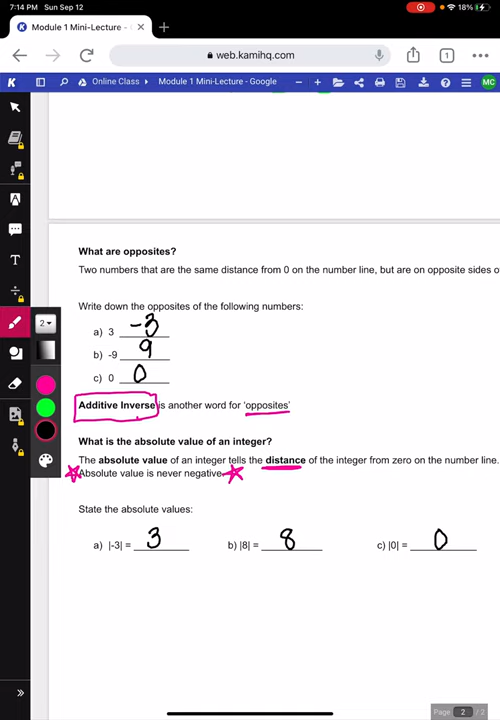 7:14 PM Sun Sep 12 18%
K Module 1 Mini-Lecture
web.kamihq.com 1
K Online Class Module 1 Mini-Lecture - Google MC
What are opposites?
Two numbers that are the same distance from 0 on the number line, but are on opposite sides o
Write down the opposites of the following numbers:
a) 3 -3
b) -9 9
c) 0 0
Additive Inverse is another word for 'opposites'
What is the absolute value of an integer?
The absolute value of an integer tells the distance of the integer from zero on the number line.
Absolute value is never negative
State the absolute values:
a) |-3| = 3 b) |8| = 8 c) |0| = 0
T
2
Page 2 / 2